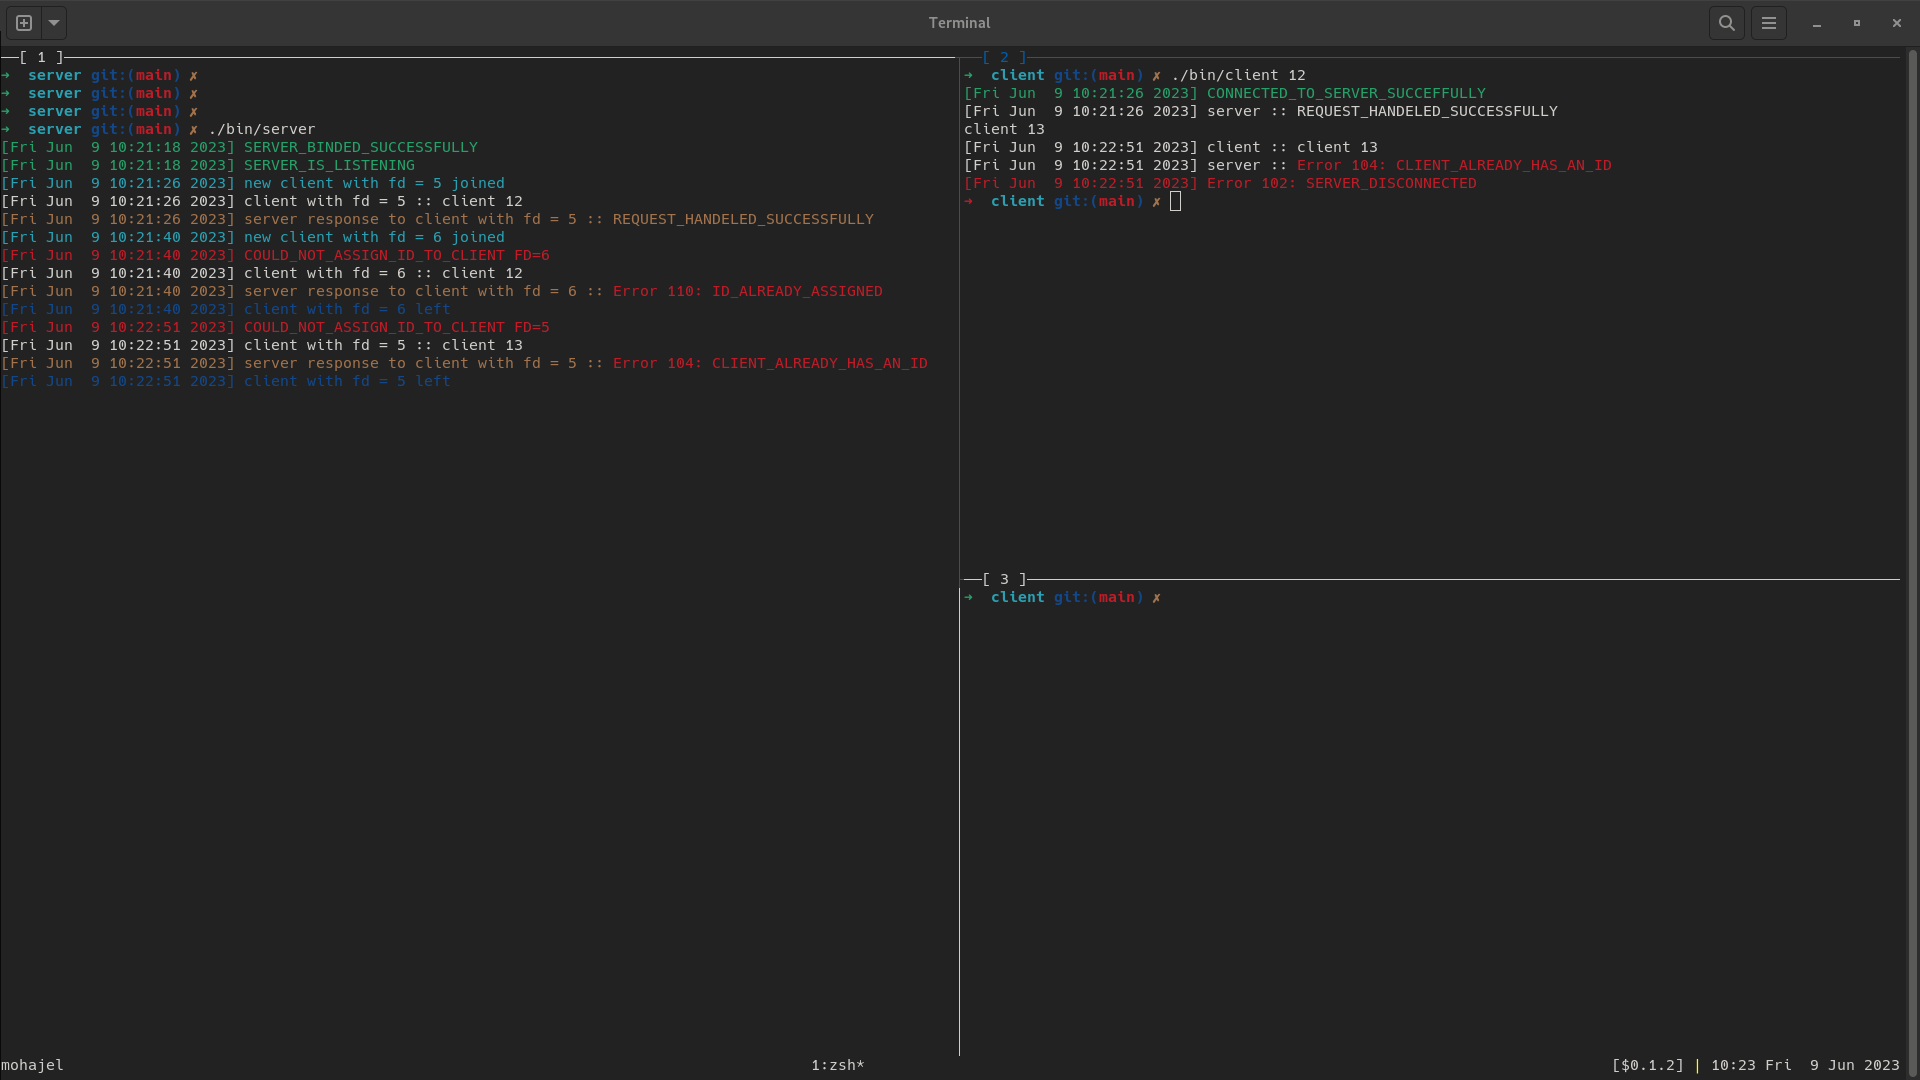 Terminal
[ 1 ]
➜  server git:(main) ✗
➜  server git:(main) ✗
➜  server git:(main) ✗
➜  server git:(main) ✗ ./bin/server
[Fri Jun  9 10:21:18 2023] SERVER_BINDED_SUCCESSFULLY
[Fri Jun  9 10:21:18 2023] SERVER_IS_LISTENING
[Fri Jun  9 10:21:26 2023] new client with fd = 5 joined
[Fri Jun  9 10:21:26 2023] client with fd = 5 :: client 12
[Fri Jun  9 10:21:26 2023] server response to client with fd = 5 :: REQUEST_HANDELED_SUCCESSFULLY
[Fri Jun  9 10:21:40 2023] new client with fd = 6 joined
[Fri Jun  9 10:21:40 2023] COULD_NOT_ASSIGN_ID_TO_CLIENT FD=6
[Fri Jun  9 10:21:40 2023] client with fd = 6 :: client 12
[Fri Jun  9 10:21:40 2023] server response to client with fd = 6 :: Error 110: ID_ALREADY_ASSIGNED
[Fri Jun  9 10:21:40 2023] client with fd = 6 left
[Fri Jun  9 10:22:51 2023] COULD_NOT_ASSIGN_ID_TO_CLIENT FD=5
[Fri Jun  9 10:22:51 2023] client with fd = 5 :: client 13
[Fri Jun  9 10:22:51 2023] server response to client with fd = 5 :: Error 104: CLIENT_ALREADY_HAS_AN_ID
[Fri Jun  9 10:22:51 2023] client with fd = 5 left
[ 2 ]
➜  client git:(main) ✗ ./bin/client 12
[Fri Jun  9 10:21:26 2023] CONNECTED_TO_SERVER_SUCCEFFULLY
[Fri Jun  9 10:21:26 2023] server :: REQUEST_HANDELED_SUCCESSFULLY
client 13
[Fri Jun  9 10:22:51 2023] client :: client 13
[Fri Jun  9 10:22:51 2023] server :: Error 104: CLIENT_ALREADY_HAS_AN_ID
[Fri Jun  9 10:22:51 2023] Error 102: SERVER_DISCONNECTED
➜  client git:(main) ✗
[ 3 ]
➜  client git:(main) ✗
mohajel 1:zsh* [$0.1.2] | 10:23 Fri  9 Jun 2023